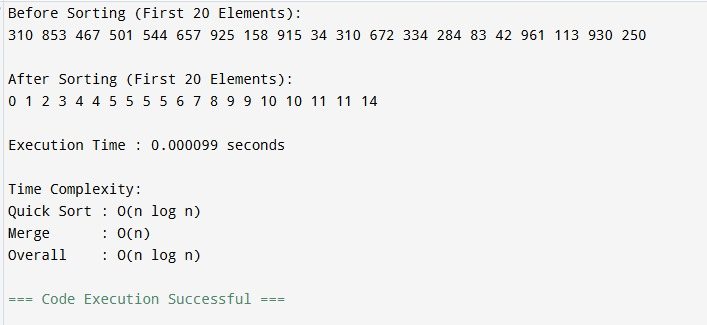 Before Sorting (First 20 Elements):
310 853 467 501 544 657 925 158 915 34 310 672 334 284 83 42 961 113 930 250
After Sorting (First 20 Elements):
0 1 2 3 4 4 5 5 5 5 6 7 8 9 9 10 10 11 11 14
Execution Time : 0.000099 seconds
Time Complexity:
Quick Sort : O(n log n)
Merge      : O(n)
Overall    : O(n log n)
=== Code Execution Successful ===